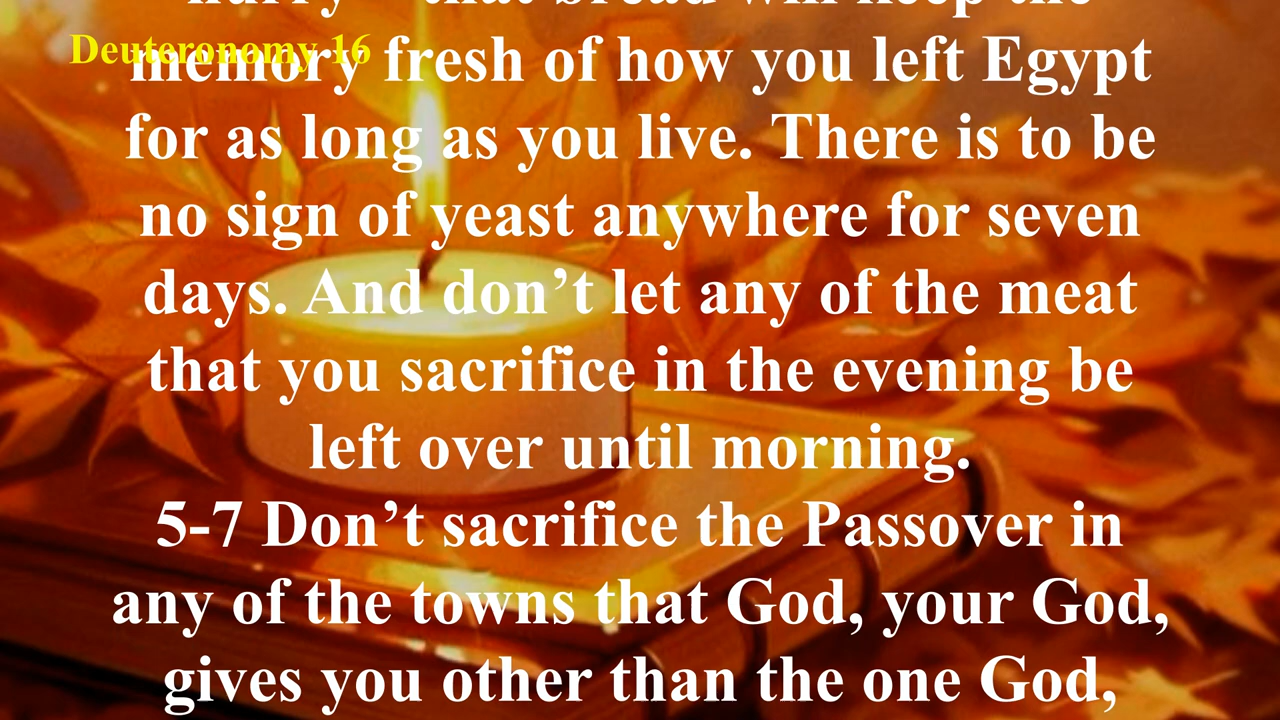 hurry—that bread will keep the
Deuteronomy 16
memory fresh of how you left Egypt
for as long as you live. There is to be
no sign of yeast anywhere for seven
days. And don’t let any of the meat
that you sacrifice in the evening be
left over until morning.
5-7 Don’t sacrifice the Passover in
any of the towns that God, your God,
gives you other than the one God,